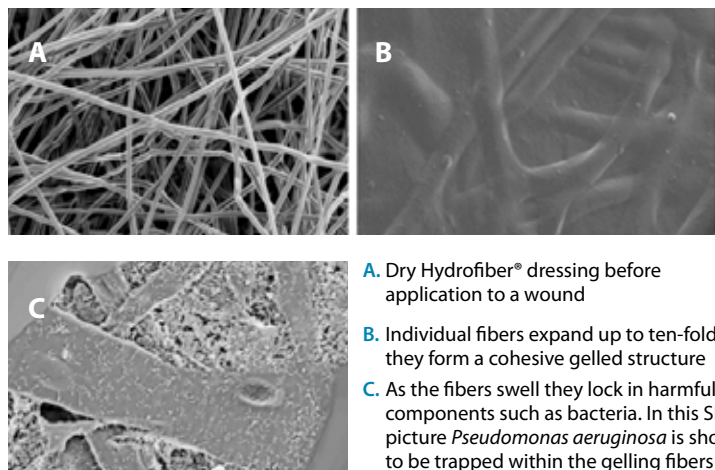 A
B
C
A. Dry Hydrofiber® dressing before
application to a wound
B. Individual fibers expand up to ten-fold
they form a cohesive gelled structure
C. As the fibers swell they lock in harmful
components such as bacteria. In this S
picture Pseudomonas aeruginosa is sho
to be trapped within the gelling fibers